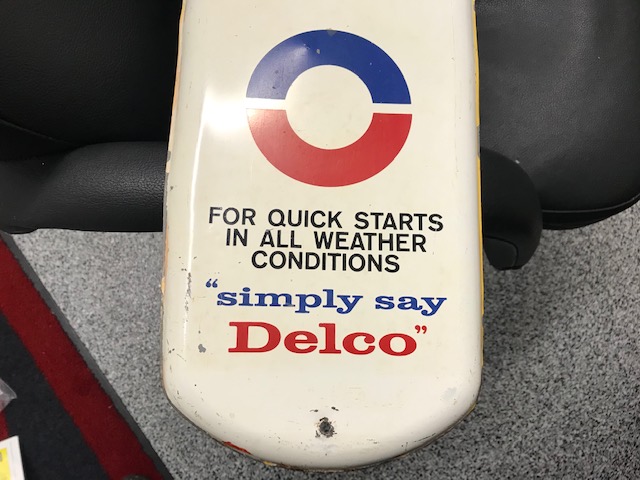 FOR QUICK STARTS
IN ALL WEATHER
CONDITIONS
“simply say
Delco”